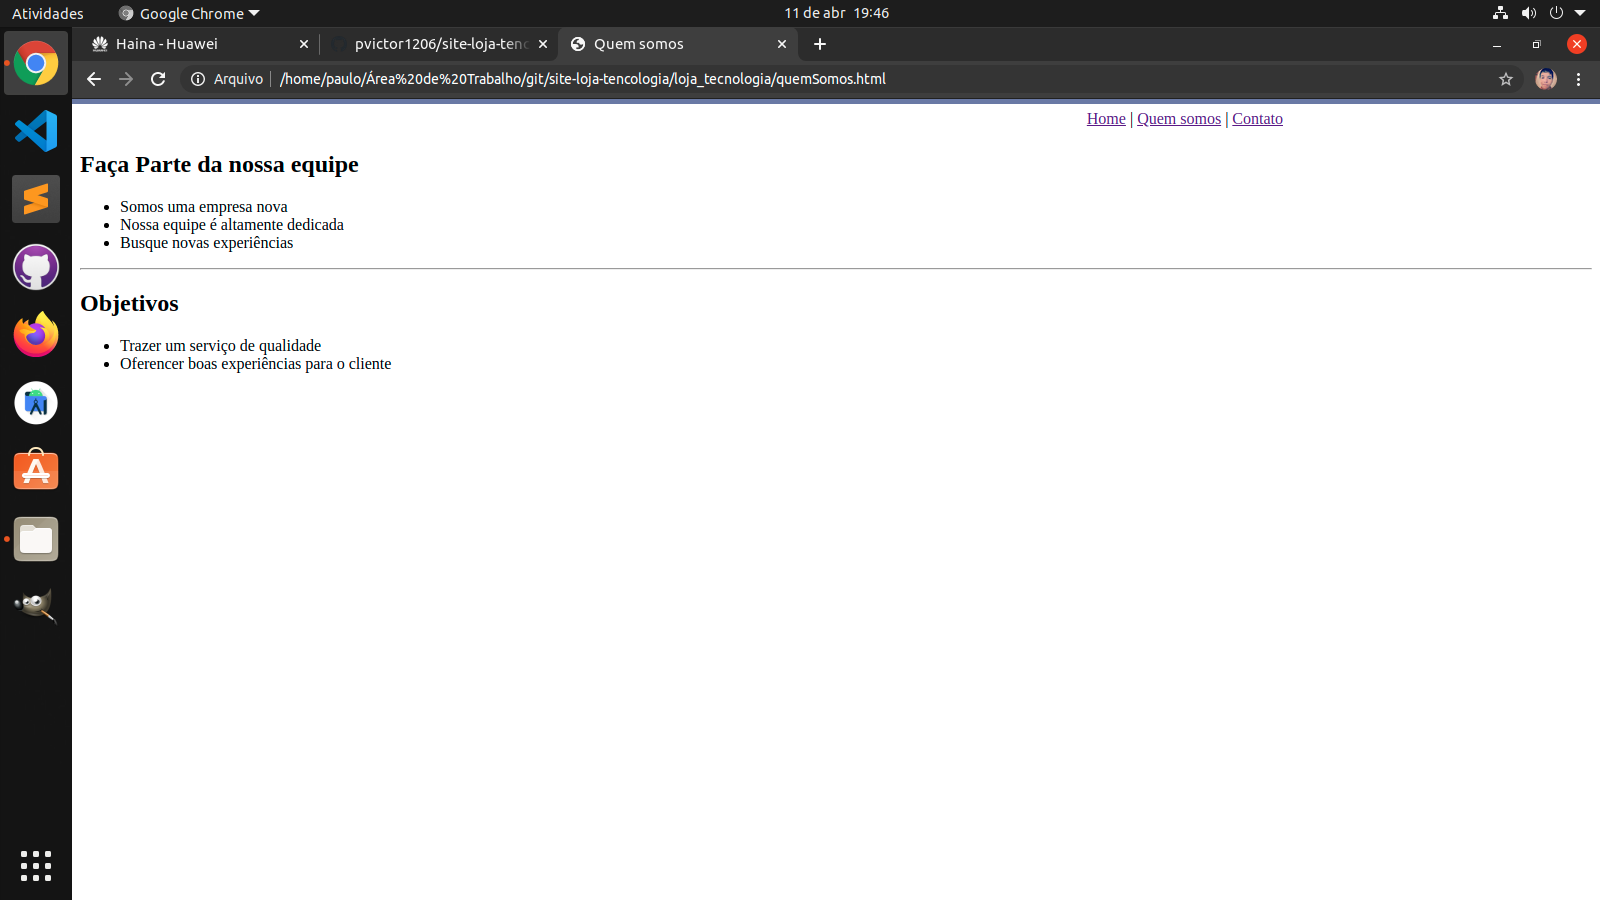 Atividades Google Chrome 11 de abr 19:46
Haina - Huawei pvictor1206/site-loja-tenc Quem somos
Arquivo /home/paulo/Área%20de%20Trabalho/git/site-loja-tencologia/loja_tecnologia/quemSomos.html
Home | Quem somos | Contato
Faça Parte da nossa equipe
Somos uma empresa nova
Nossa equipe é altamente dedicada
Busque novas experiências
Objetivos
Trazer um serviço de qualidade
Oferencer boas experiências para o cliente